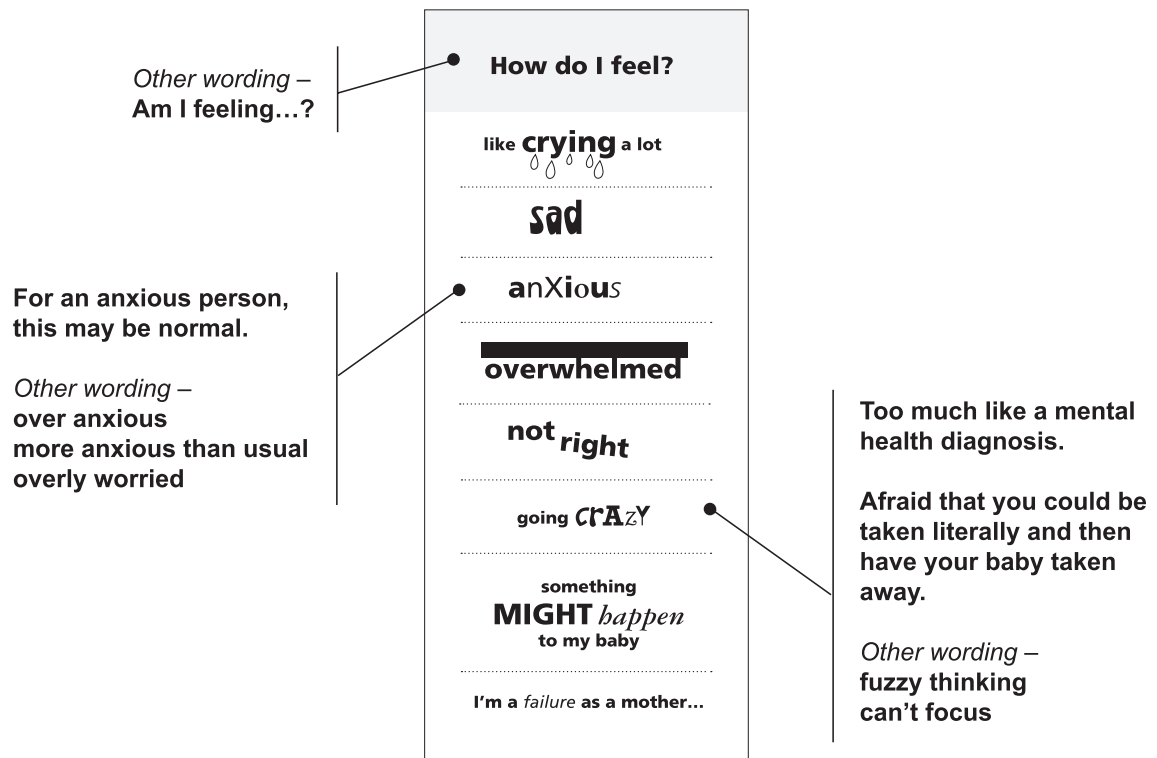 Other wording –
Am I feeling…?
How do I feel?
like crying a lot
sad
For an anxious person,
this may be normal.
Other wording –
over anxious
more anxious than usual
overly worried
anXious
overwhelmed
not right
going CrAzY
something
MIGHT happen
to my baby
I'm a failure as a mother…
Too much like a mental
health diagnosis.
Afraid that you could be
taken literally and then
have your baby taken
away.
Other wording –
fuzzy thinking
can't focus